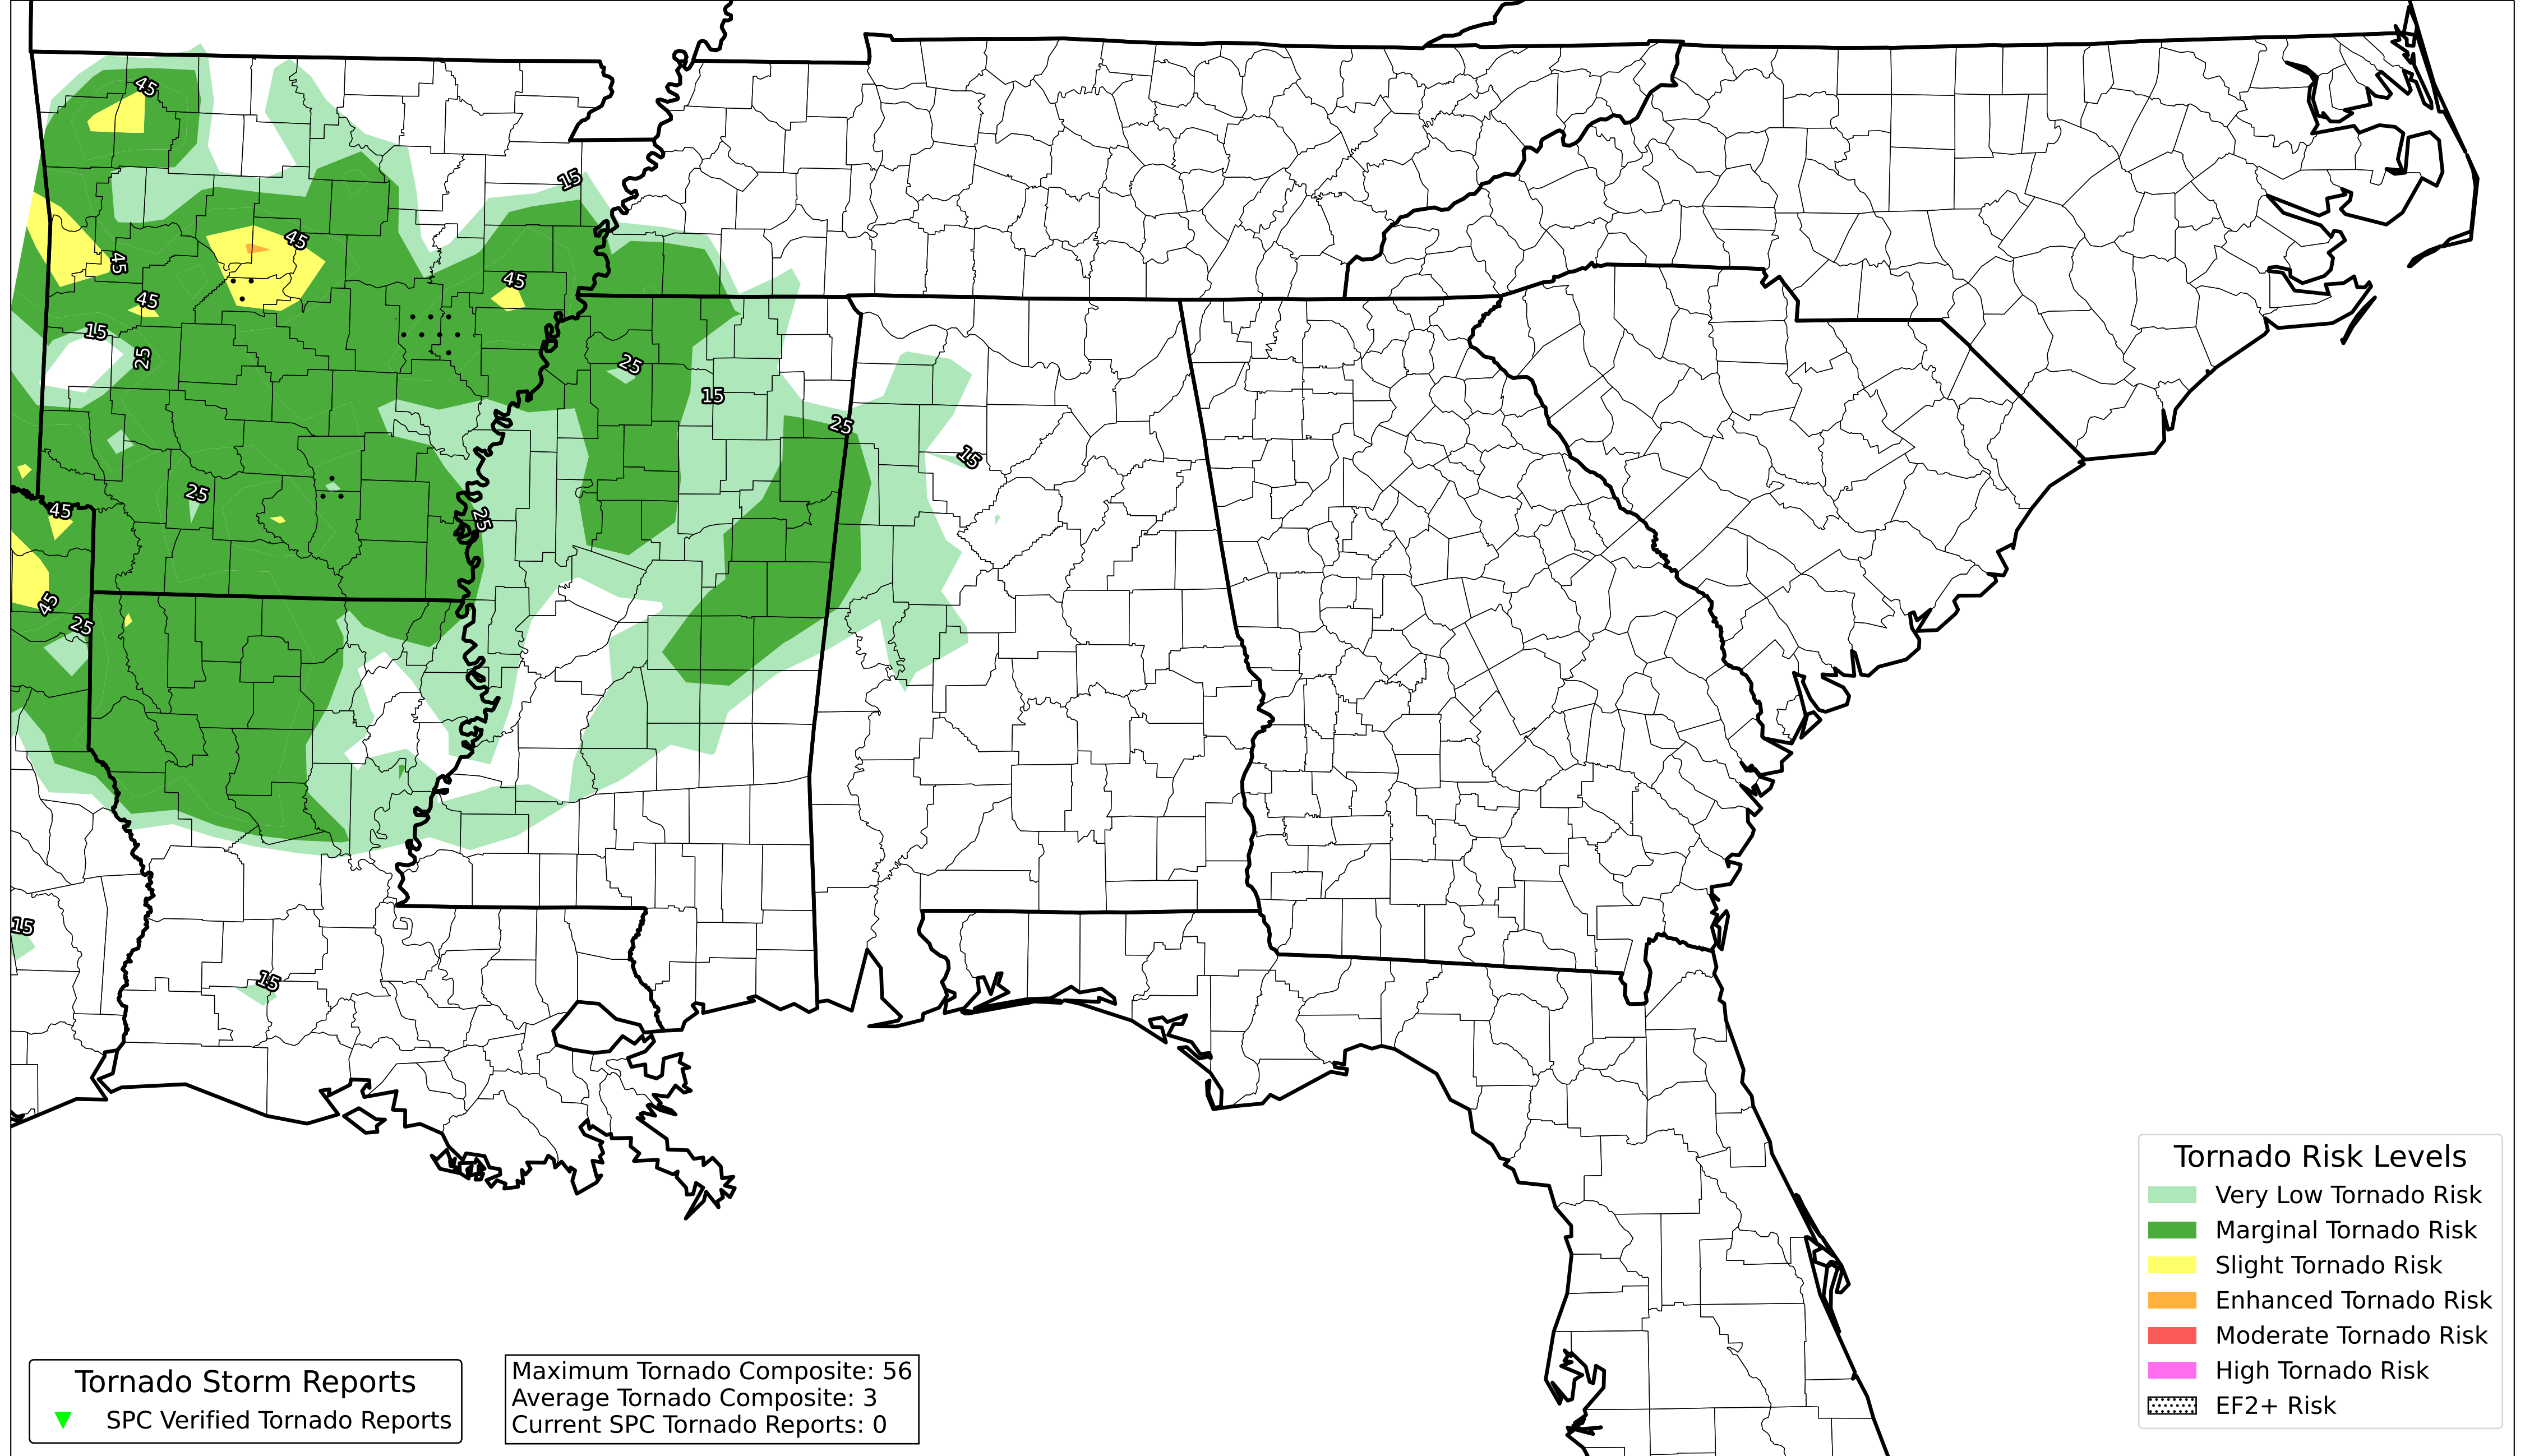 45
15
45
45
45
45
15
25
25
15
25
15
25
45
25
45
25
15
15
Tornado Risk Levels
Very Low Tornado Risk
Marginal Tornado Risk
Slight Tornado Risk
Enhanced Tornado Risk
Moderate Tornado Risk
High Tornado Risk
EF2+ Risk
Tornado Storm Reports
SPC Verified Tornado Reports
Maximum Tornado Composite: 56
Average Tornado Composite: 3
Current SPC Tornado Reports: 0